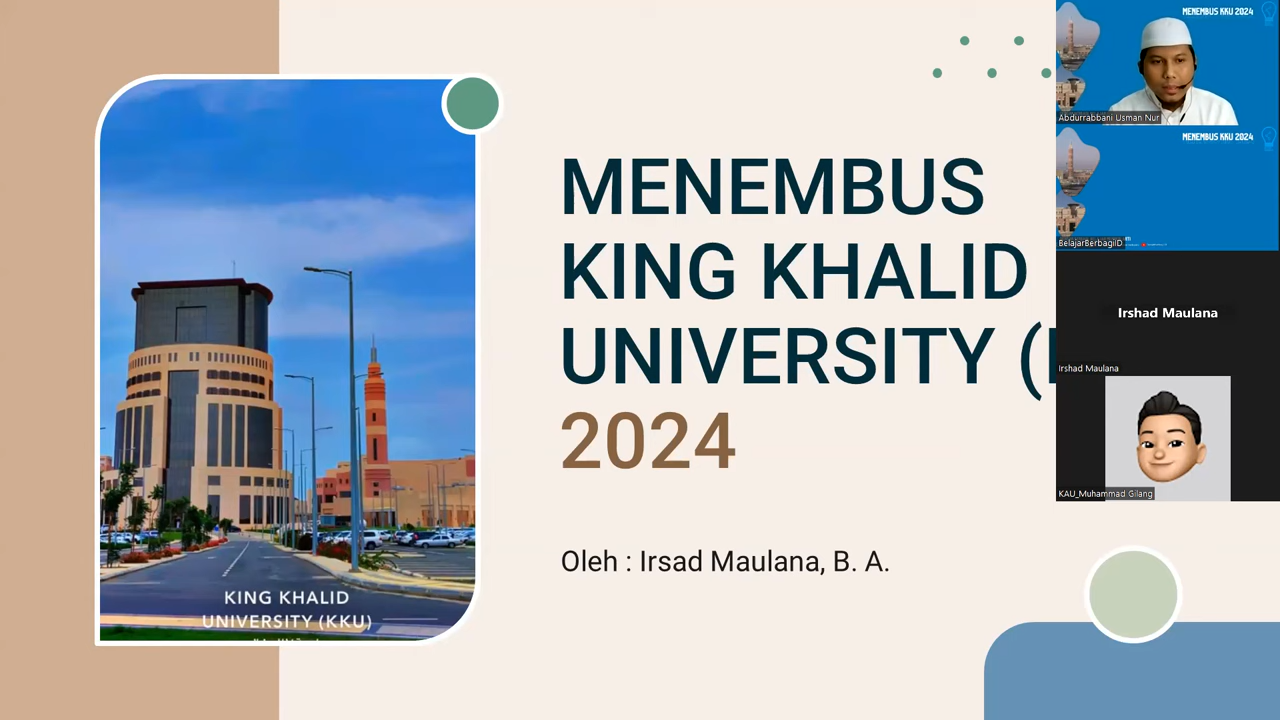 MENEMBUS
KING KHALID
UNIVERSITY (
2024
Oleh : Irsad Maulana, B. A.
KING KHALID
UNIVERSITY (KKU)
MENEMBUS KKU 2024
Abdurrabbani Usman Nur
MENEMBUS KKU 2024
BelajarBerbagiID
Irshad Maulana
Irshad Maulana
KAU_Muhammad Gilang